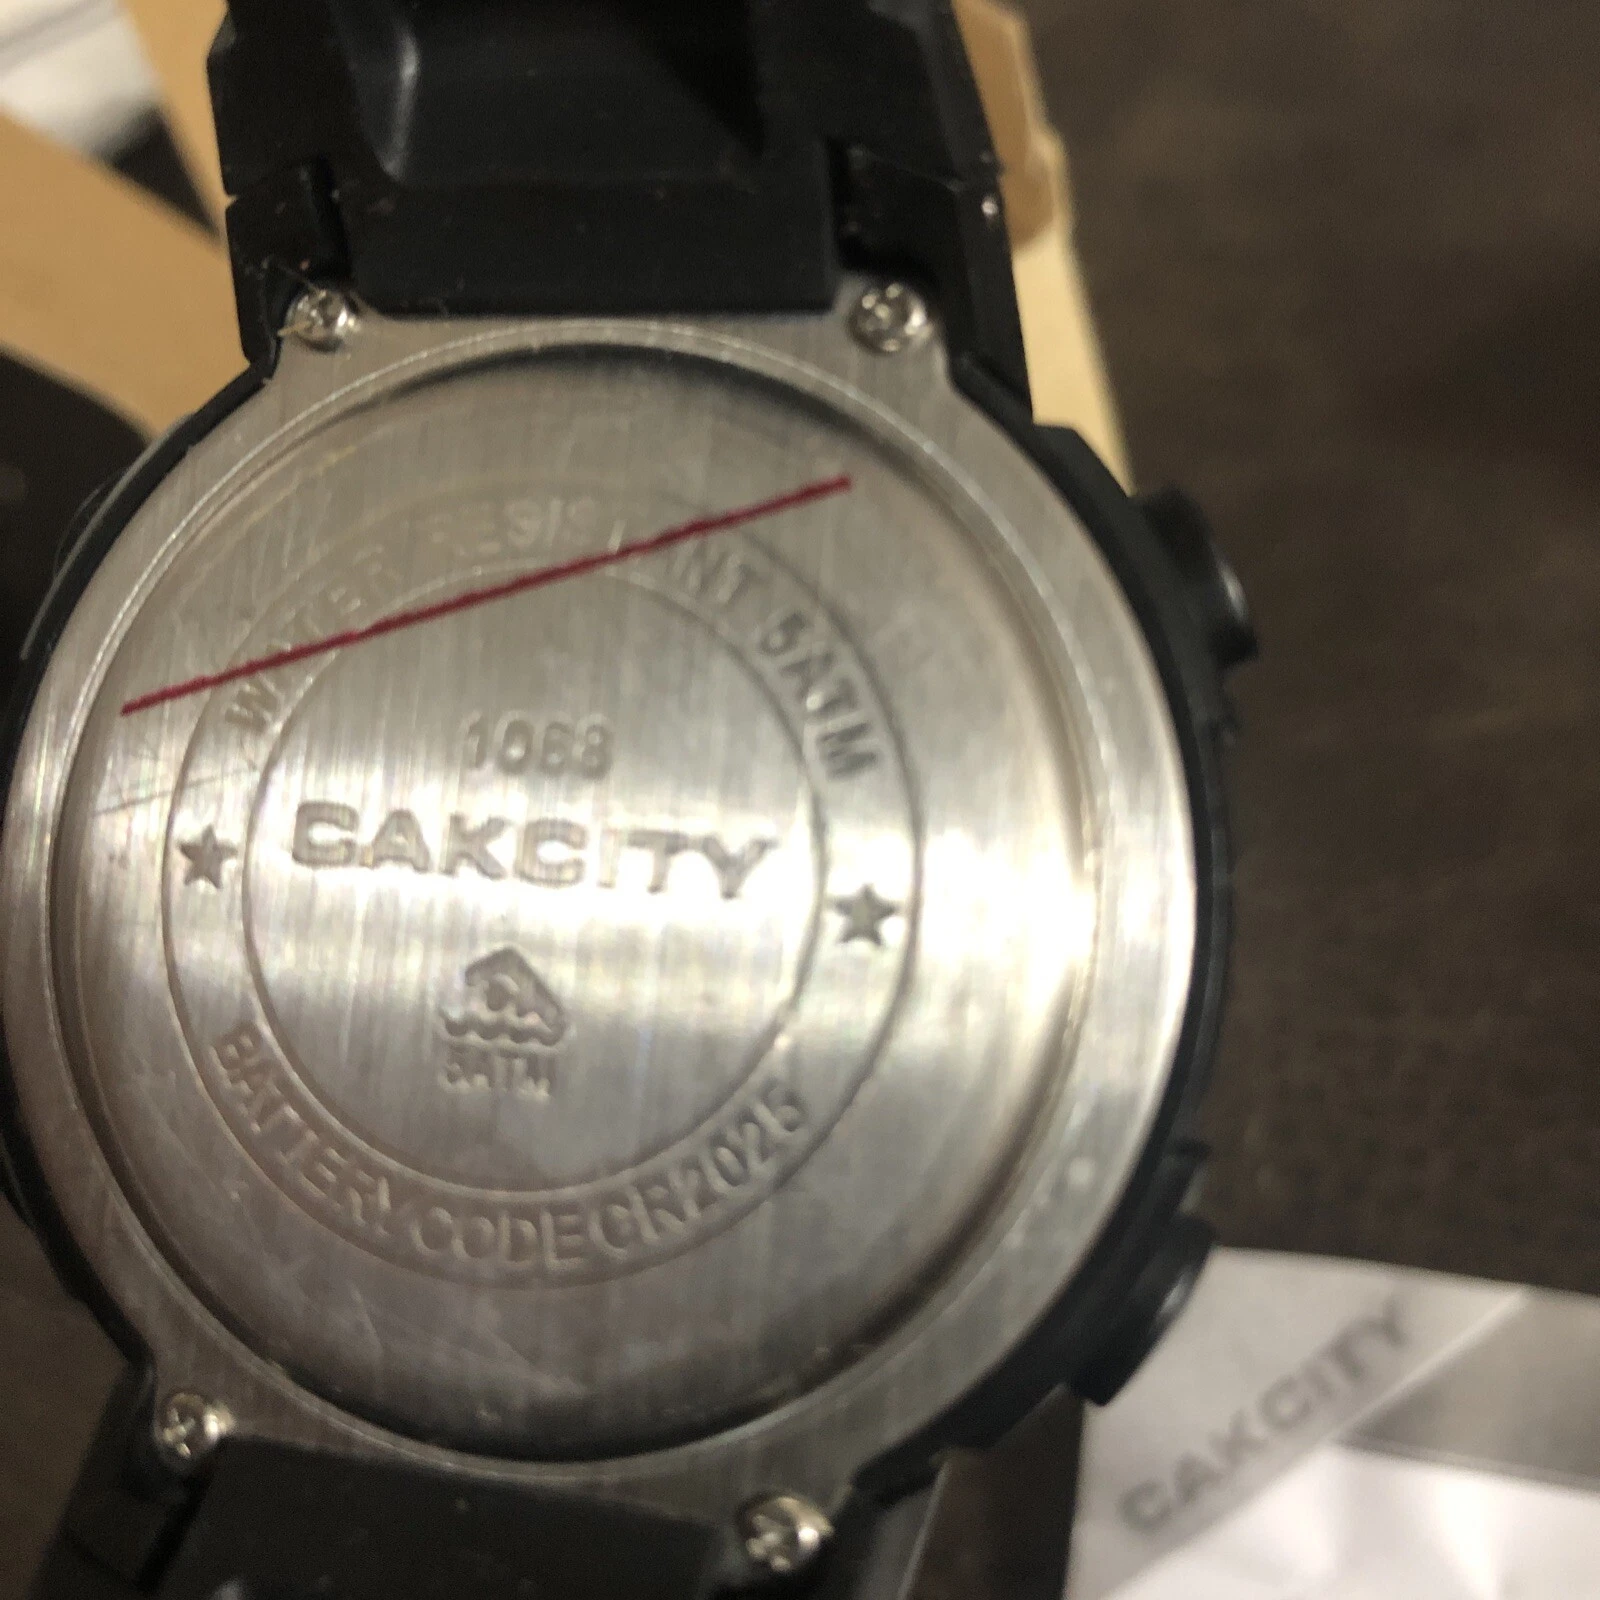 WATER RESISTANT 5ATM
1068
CAKCITY
5ATM
BATTERY CODE CR2025
CAKCITY